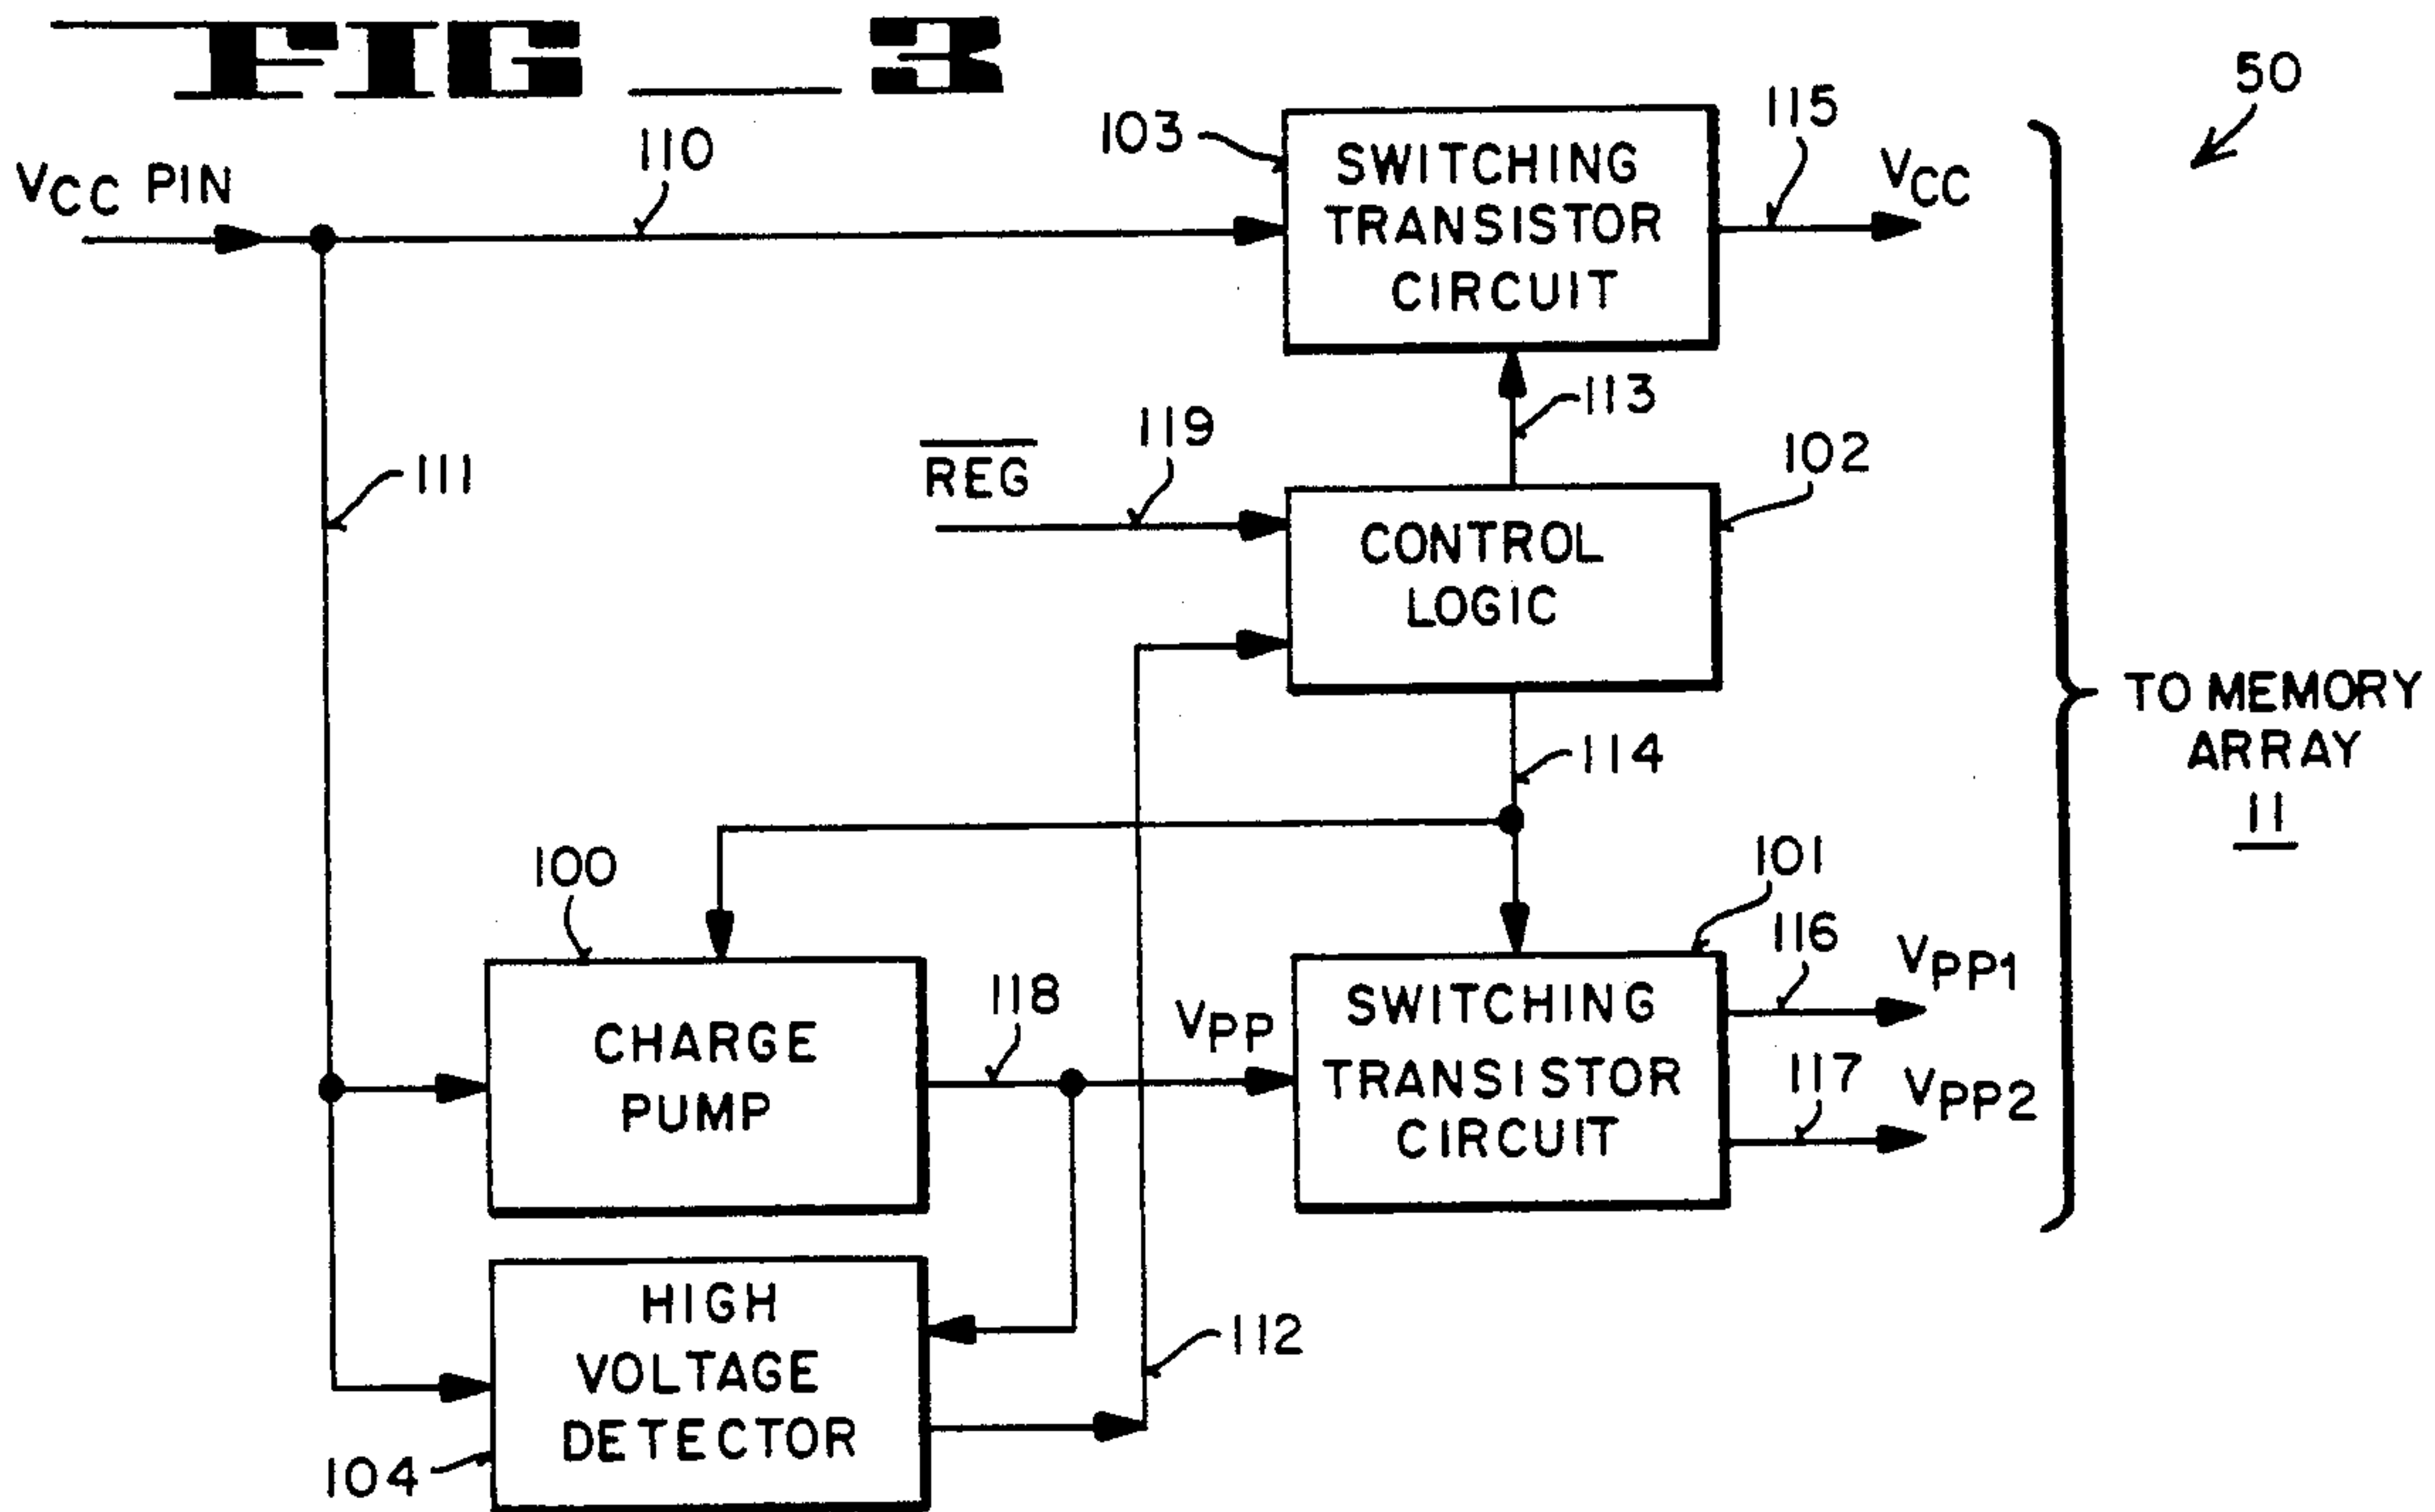 FIG 3
50
VCC PIN
110
103
SWITCHING
TRANSISTOR
CIRCUIT
115
VCC
111
113
REG
119
102
CONTROL
LOGIC
114
TO MEMORY
ARRAY
11
100
CHARGE
PUMP
118
VPP
101
SWITCHING
TRANSISTOR
CIRCUIT
116
VPP1
117
VPP2
HIGH
VOLTAGE
DETECTOR
104
112